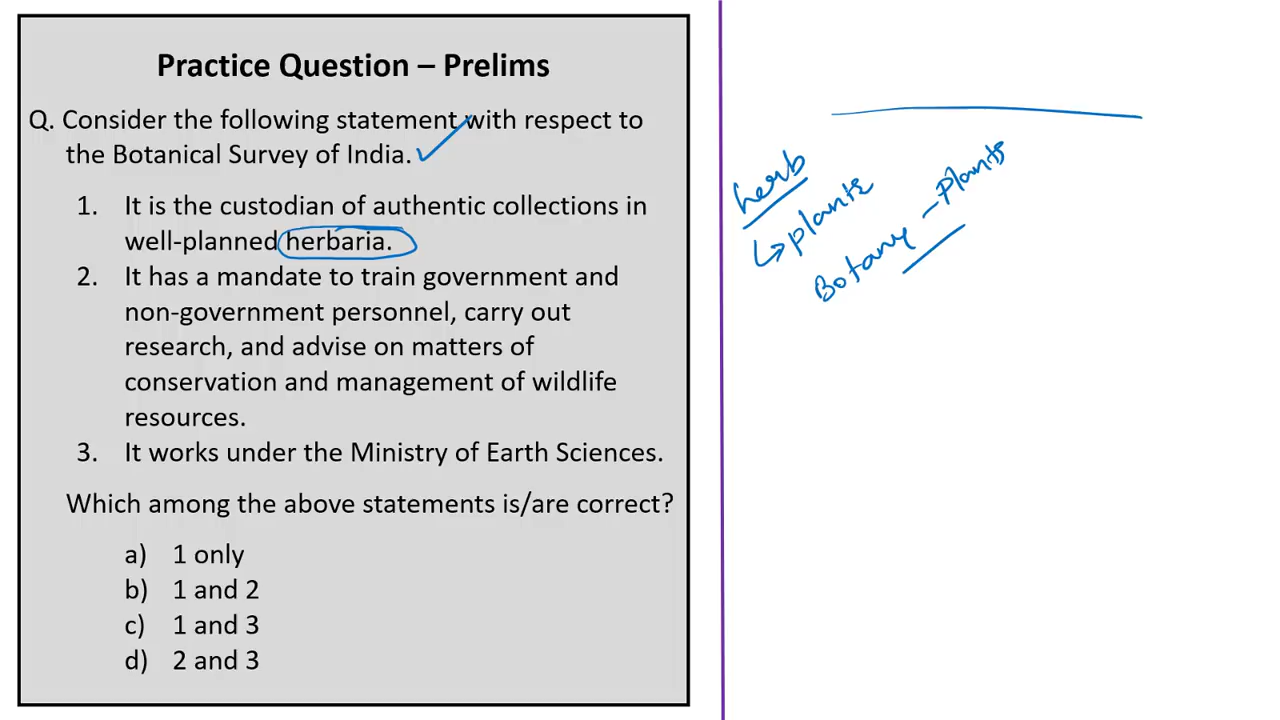 Practice Question – Prelims
Q. Consider the following statement with respect to
the Botanical Survey of India.
1. It is the custodian of authentic collections in
well-planned herbaria.
2. It has a mandate to train government and
non-government personnel, carry out
research, and advise on matters of
conservation and management of wildlife
resources.
3. It works under the Ministry of Earth Sciences.
Which among the above statements is/are correct?
a) 1 only
b) 1 and 2
c) 1 and 3
d) 2 and 3
herb
↳ plants
Botany – Plants